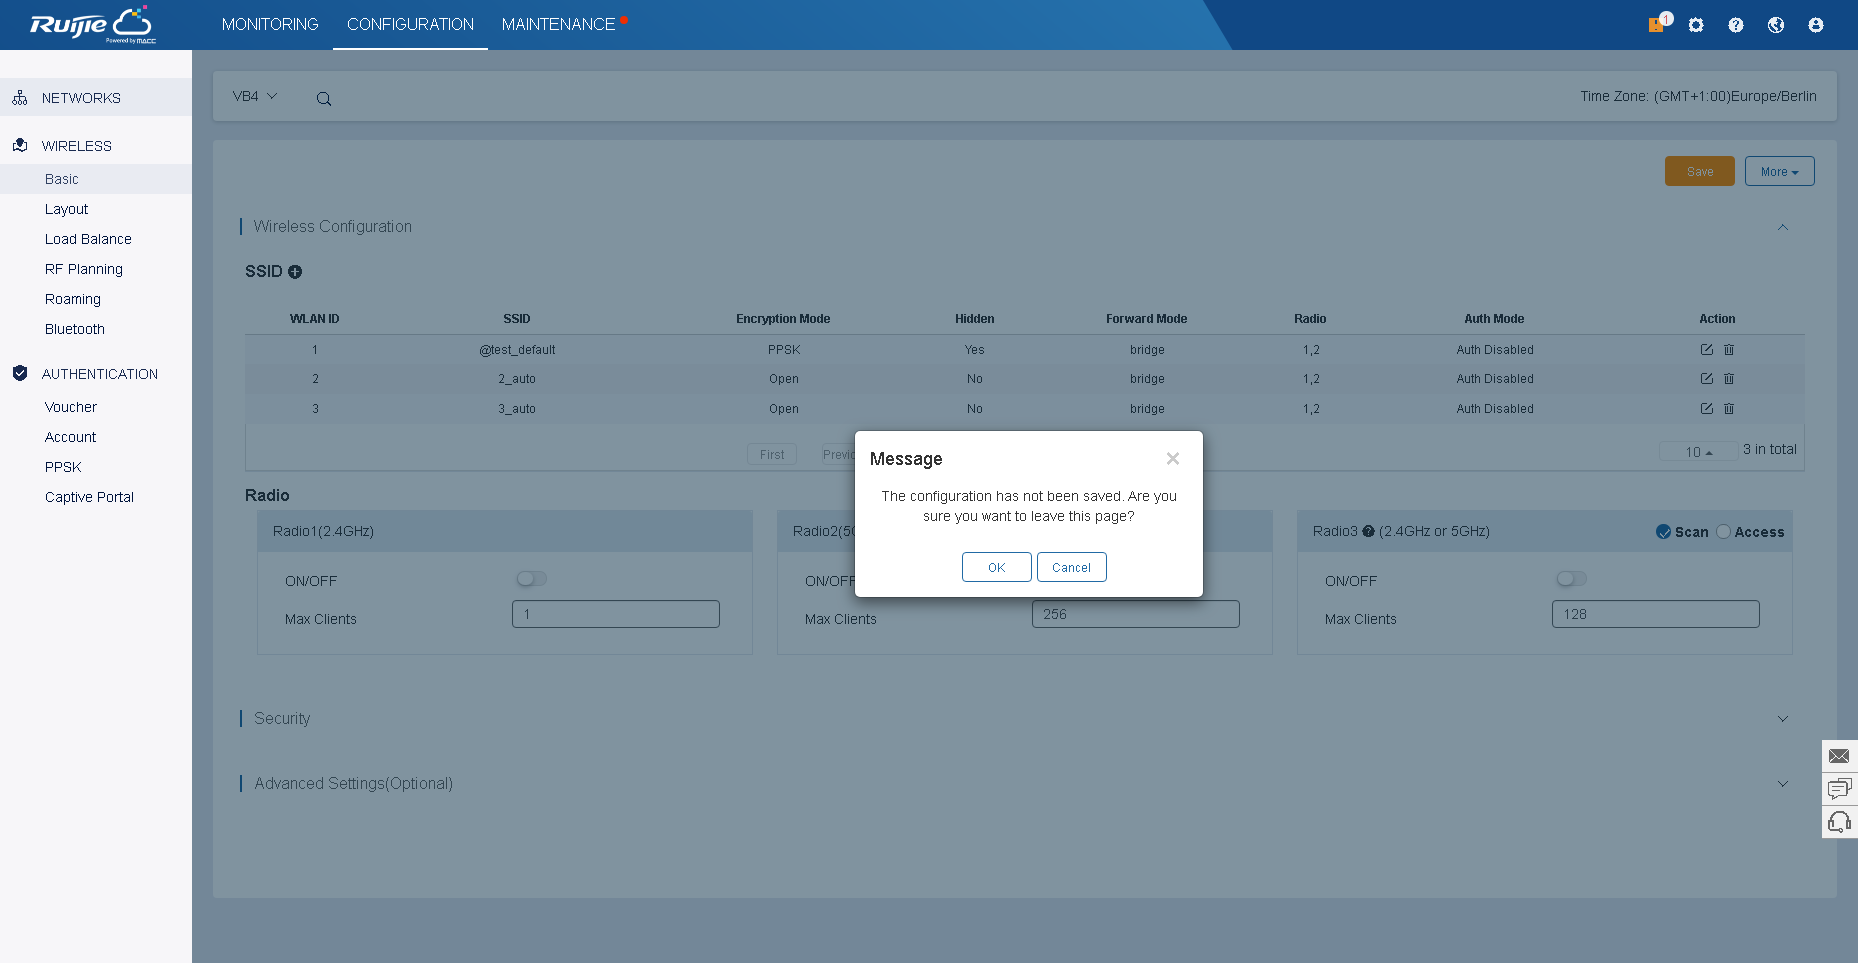 Ruijie
Powered by MACC
MONITORING
CONFIGURATION
MAINTENANCE
1
NETWORKS
WIRELESS
Basic
Layout
Load Balance
RF Planning
Roaming
Bluetooth
AUTHENTICATION
Voucher
Account
PPSK
Captive Portal
VB4
Time Zone: (GMT+1:00)Europe/Berlin
Save
More
Wireless Configuration
SSID
WLAN ID SSID Encryption Mode Hidden Forward Mode Radio Auth Mode Action
1 @test_default PPSK Yes bridge 1,2 Auth Disabled
2 2_auto Open No bridge 1,2 Auth Disabled
3 3_auto Open No bridge 1,2 Auth Disabled
First
10
3 in total
Message
The configuration has not been saved. Are you
sure you want to leave this page?
OK
Cancel
Radio
Radio1(2.4GHz)
ON/OFF
Max Clients 1
Radio2(5G
ON/OFF
Max Clients 256
Radio3 (2.4GHz or 5GHz) Scan Access
ON/OFF
Max Clients 128
Security
Advanced Settings(Optional)